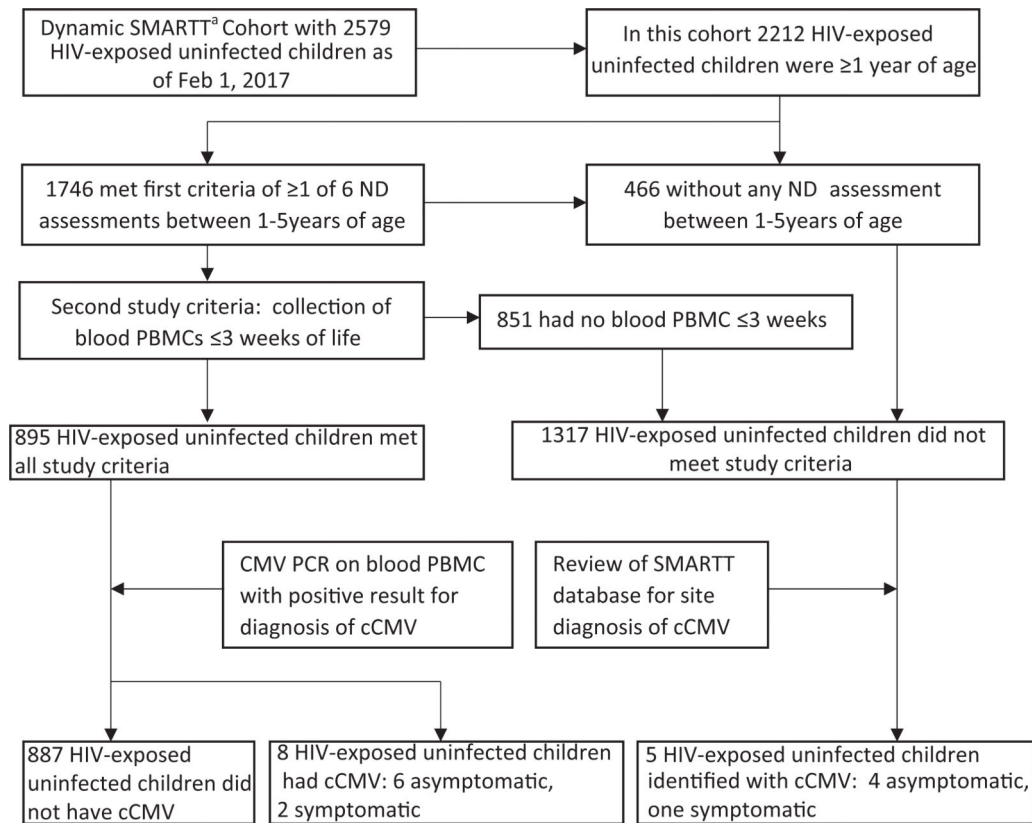 Dynamic SMARTTa Cohort with 2579
HIV-exposed uninfected children as
of Feb 1, 2017
In this cohort 2212 HIV-exposed
uninfected children were ≥1 year of age
1746 met first criteria of ≥1 of 6 ND
assessments between 1-5years of age
466 without any ND assessment
between 1-5years of age
Second study criteria: collection of
blood PBMCs ≤3 weeks of life
851 had no blood PBMC ≤3 weeks
895 HIV-exposed uninfected children met
all study criteria
1317 HIV-exposed uninfected children did not
meet study criteria
CMV PCR on blood PBMC
with positive result for
diagnosis of cCMV
Review of SMARTT
database for site
diagnosis of cCMV
887 HIV-exposed
uninfected children did
not have cCMV
8 HIV-exposed uninfected children
had cCMV: 6 asymptomatic,
2 symptomatic
5 HIV-exposed uninfected children
identified with cCMV: 4 asymptomatic,
one symptomatic